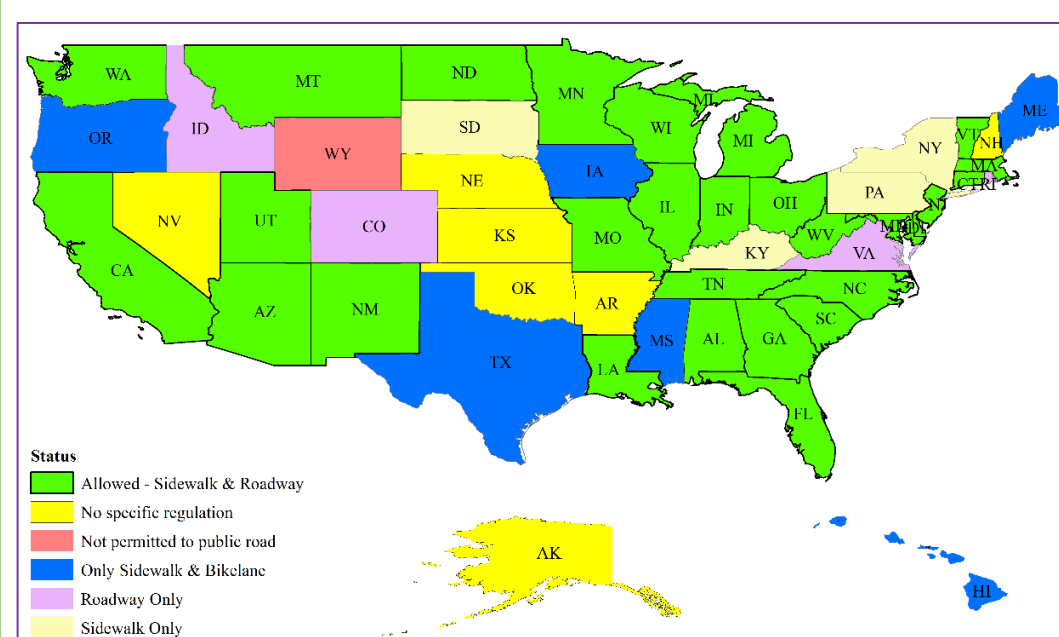 WA
MT
ND
MN
ME
OR
ID
WY
SD
WI
MI
MI
VT
NH
NY
MA
CTRI
NV
UT
CO
NE
IA
IL
IN
OH
PA
NJ
WV
VA
KY
CA
KS
MO
AZ
NM
OK
AR
TN
NC
SC
TX
LA
MS
AL
GA
FL
Status
Allowed - Sidewalk & Roadway
No specific regulation
Not permitted to public road
Only Sidewalk & Bikelane
Roadway Only
Sidewalk Only
AK
HI